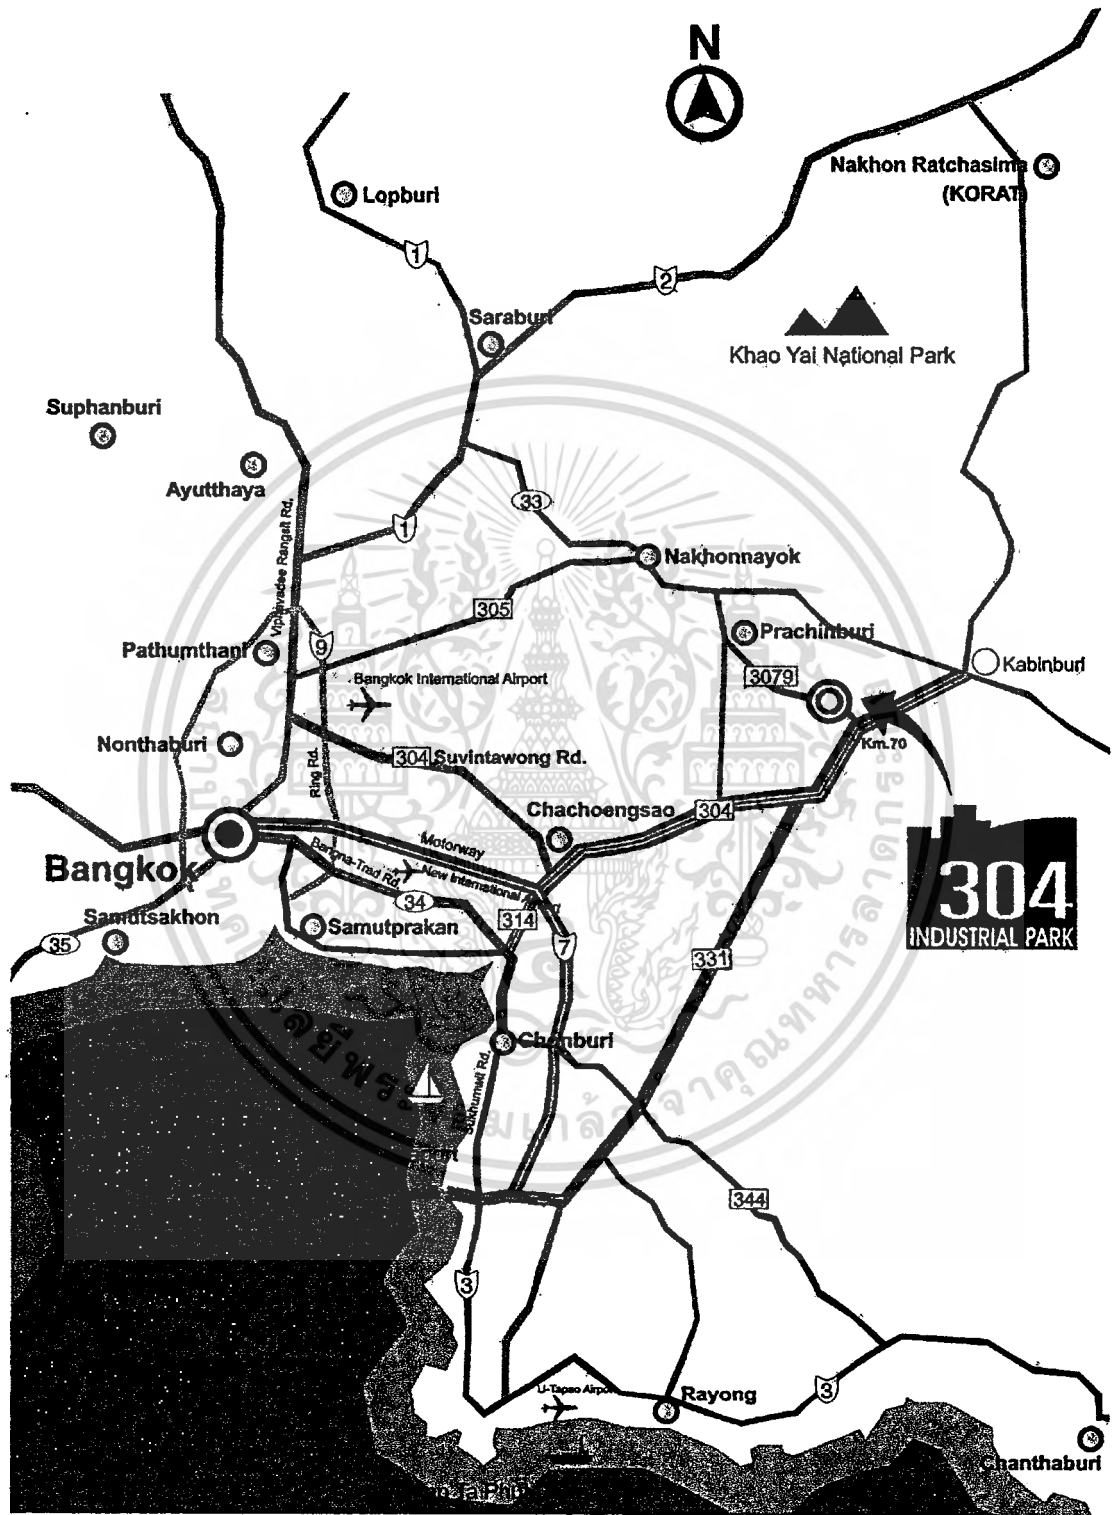 N
Nakhon Ratchasima
(KORAT)
Lopburi
1
2
Saraburi
Khao Yai National Park
Suphanburi
Ayutthaya
33
1
Viphavadee Rangsit Rd.
Nakhonnayok
305
Prachinburi
9
Pathumthani
Kabinburi
3079
Bangkok International Airport
Km.70
Nonthaburi
304
Suvintawong Rd.
Ring Rd.
Chachoengsao
304
Motorway
Bangna-Trad Rd.
New International Airport
Bangkok
34
304
INDUSTRIAL PARK
Samutsakhon
35
Samutprakan
314
7
331
Chonburi
Sukhumvit Rd.
344
3
U-Tapao Airport
Rayong
3
Chanthaburi